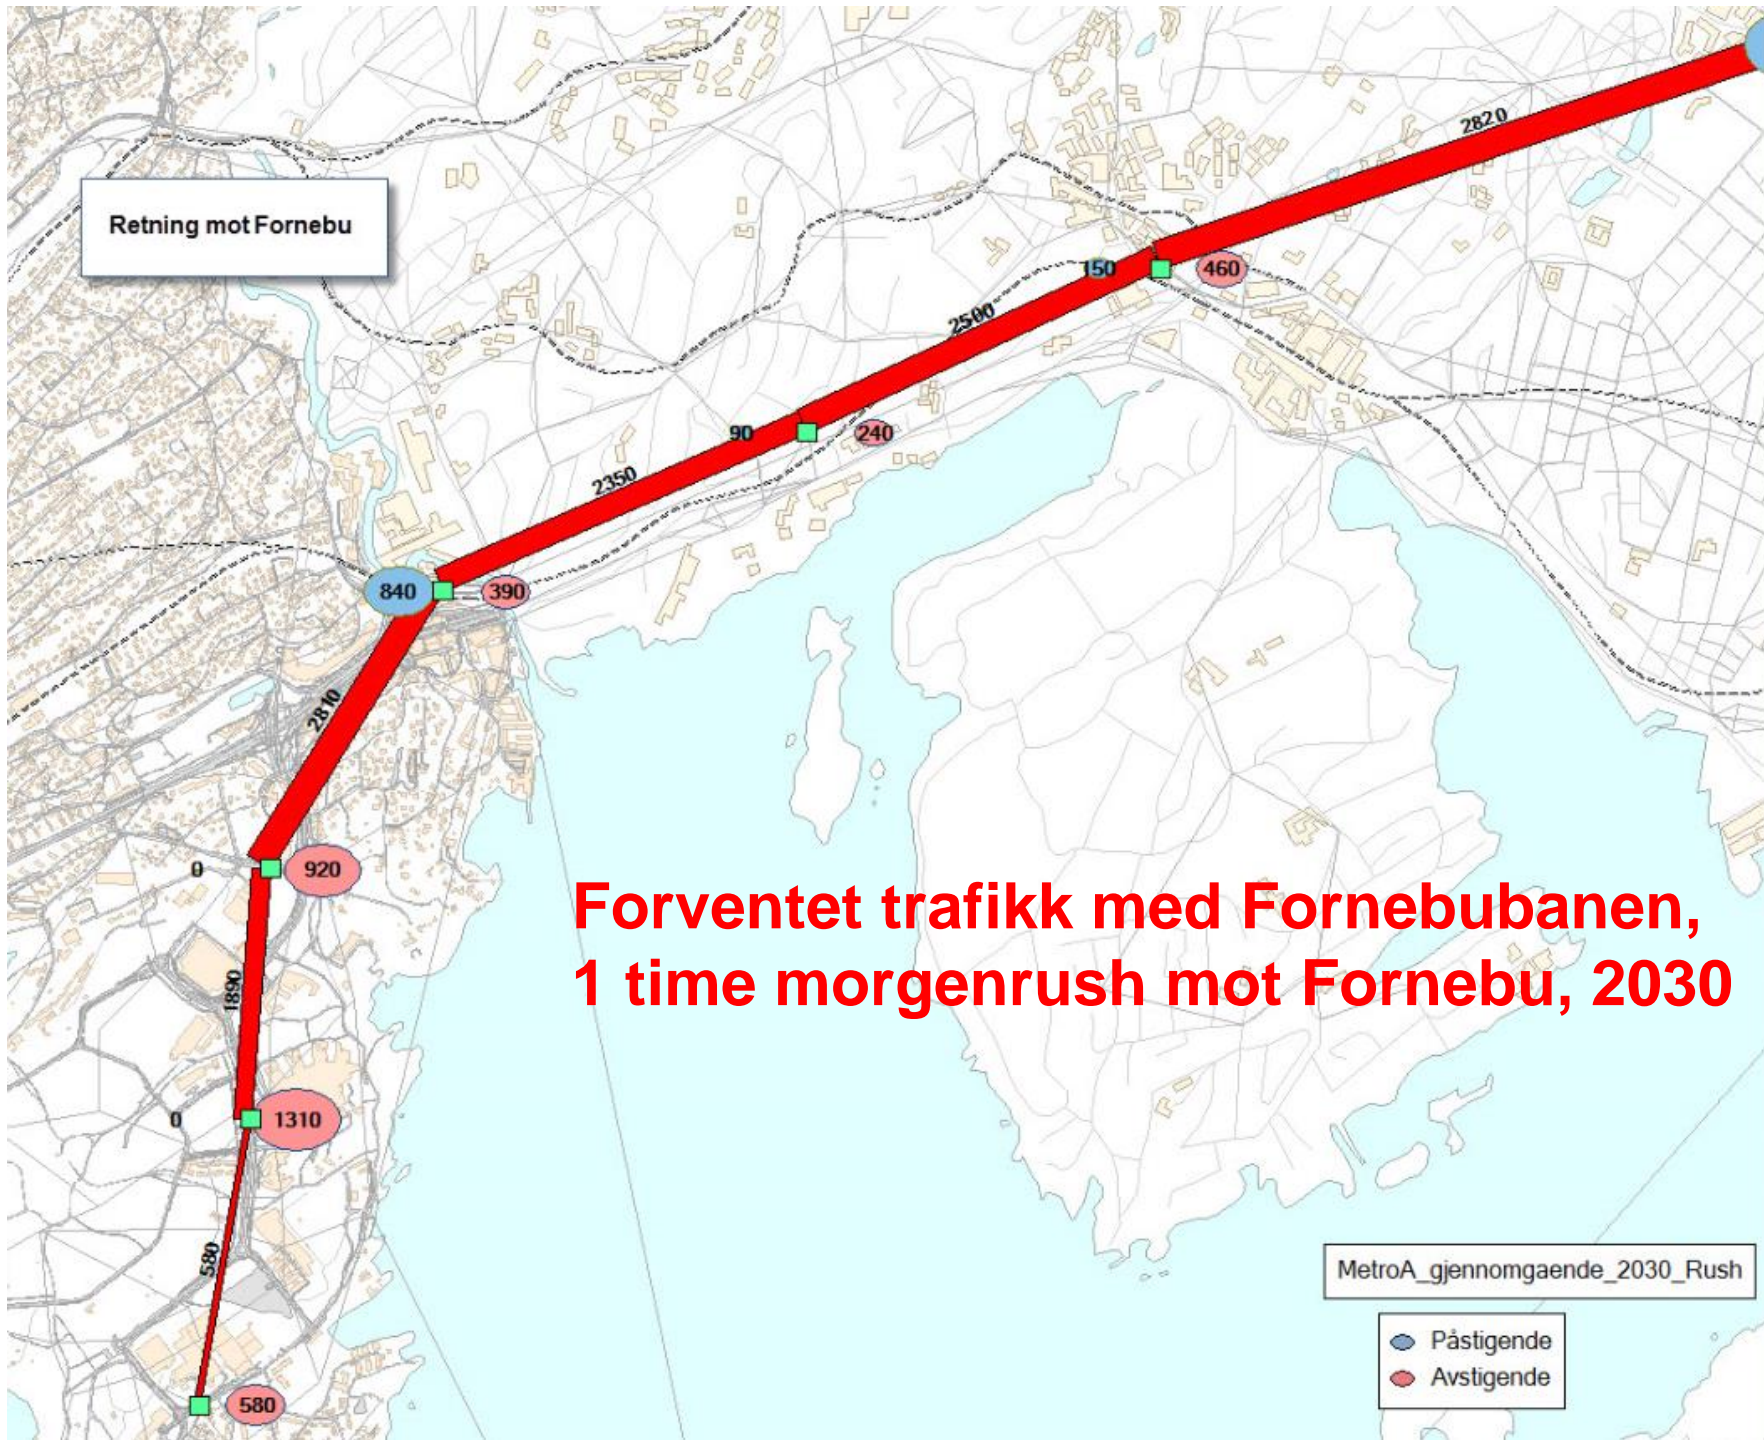 2820
Retning mot Fornebu
150
460
2500
90
240
2350
840
390
2810
0
920
Forventet trafikk med Fornebubanen,
1 time morgenrush mot Fornebu, 2030
1890
0
1310
580
MetroA_gjennomgaende_2030_Rush
Påstigende
Avstigende
580